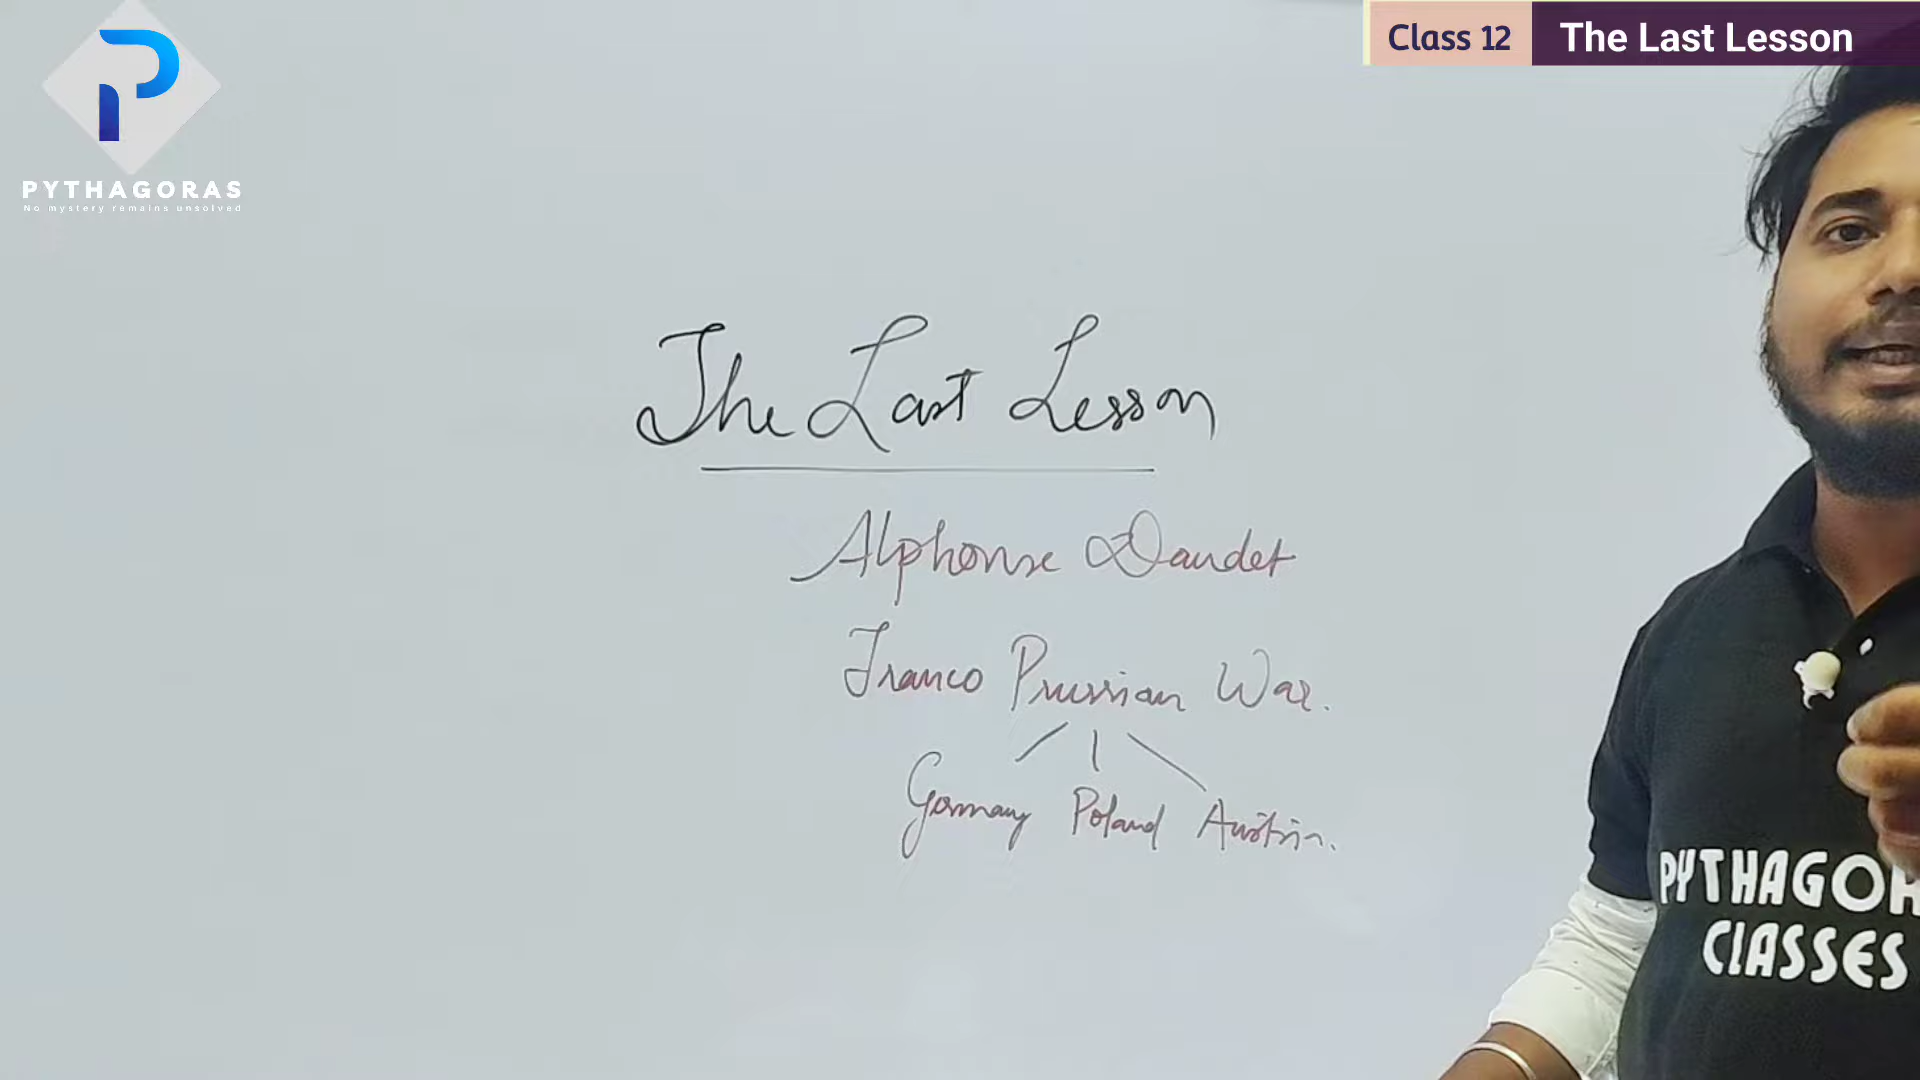 Class 12 The Last Lesson
PYTHAGORAS
No mystery remains unsolved
The Last Lesson
Alphonse Daudet
Franco Prussian War.
Germany Poland Austria.
PYTHAGOR
CLASSES